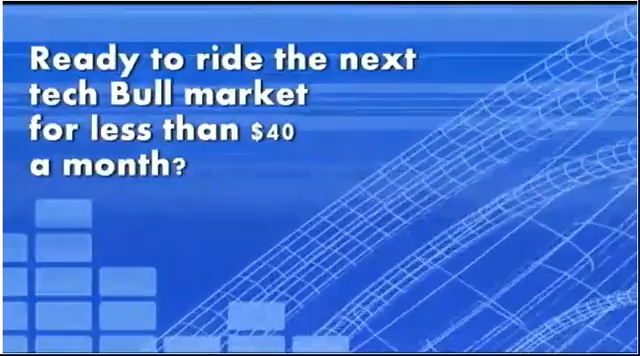 Ready to ride the next
tech Bull market
for less than $40
a month?